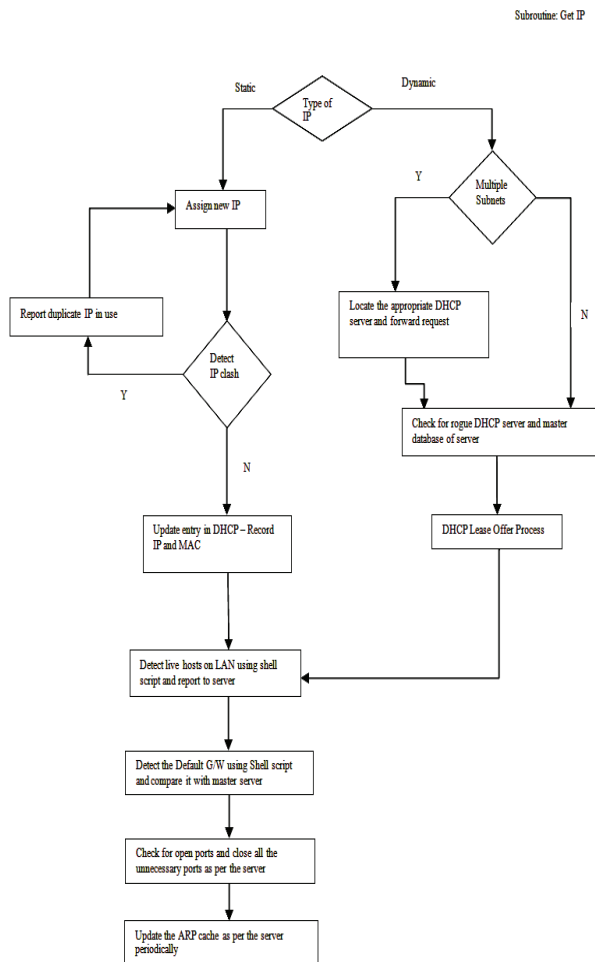 Subroutine: Get IP
Static
Dynamic
Type of
IP
Multiple
Subnets
Y
N
Assign new IP
Report duplicate IP in use
Locate the appropriate DHCP
server and forward request
Detect
IP clash
Y
N
Check for rogue DHCP server and master
database of server
Update entry in DHCP – Record
IP and MAC
DHCP Lease Offer Process
Detect live hosts on LAN using shell
script and report to server
Detect the Default G/W using Shell script
and compare it with master server
Check for open ports and close all the
unnecessary ports as per the server
Update the ARP cache as per the server
periodically